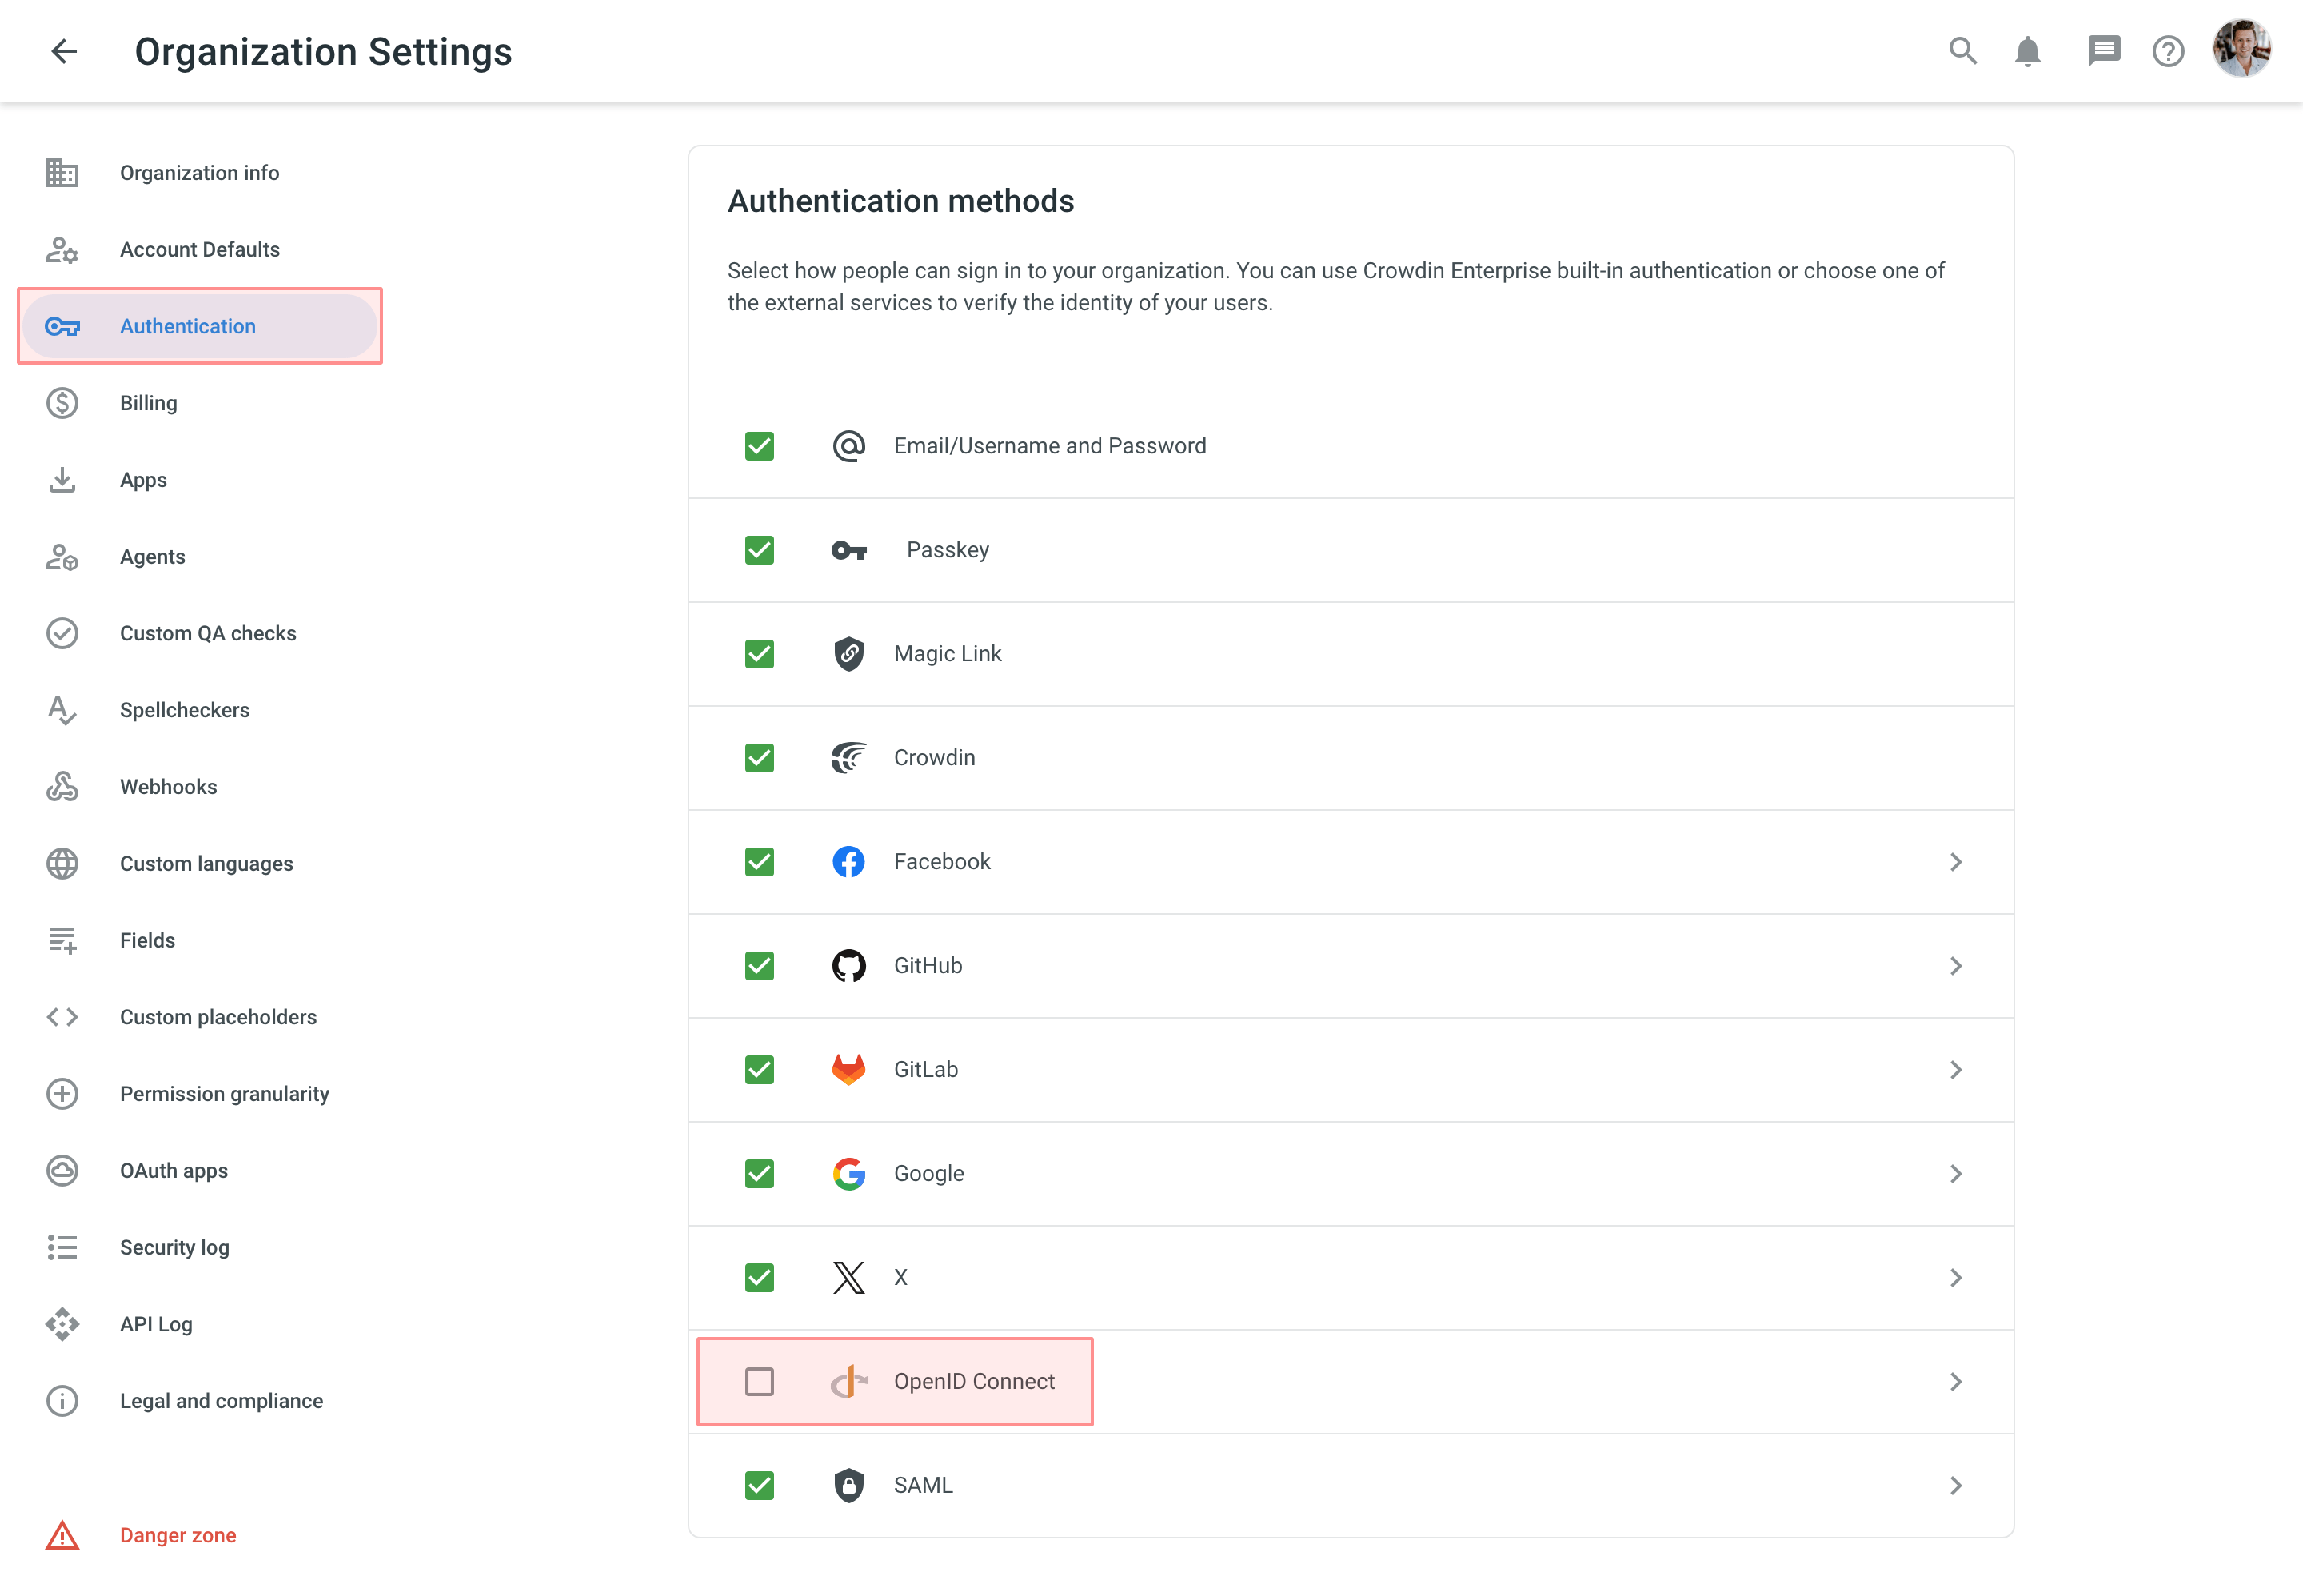 Organization Settings
Organization info
Account Defaults
Authentication
Billing
Apps
Agents
Custom QA checks
Spellcheckers
Webhooks
Custom languages
Fields
Custom placeholders
Permission granularity
OAuth apps
Security log
API Log
Legal and compliance
Danger zone
Authentication methods
Select how people can sign in to your organization. You can use Crowdin Enterprise built-in authentication or choose one of
the external services to verify the identity of your users.
Email/Username and Password
Passkey
Magic Link
Crowdin
Facebook
GitHub
GitLab
Google
X
OpenID Connect
SAML